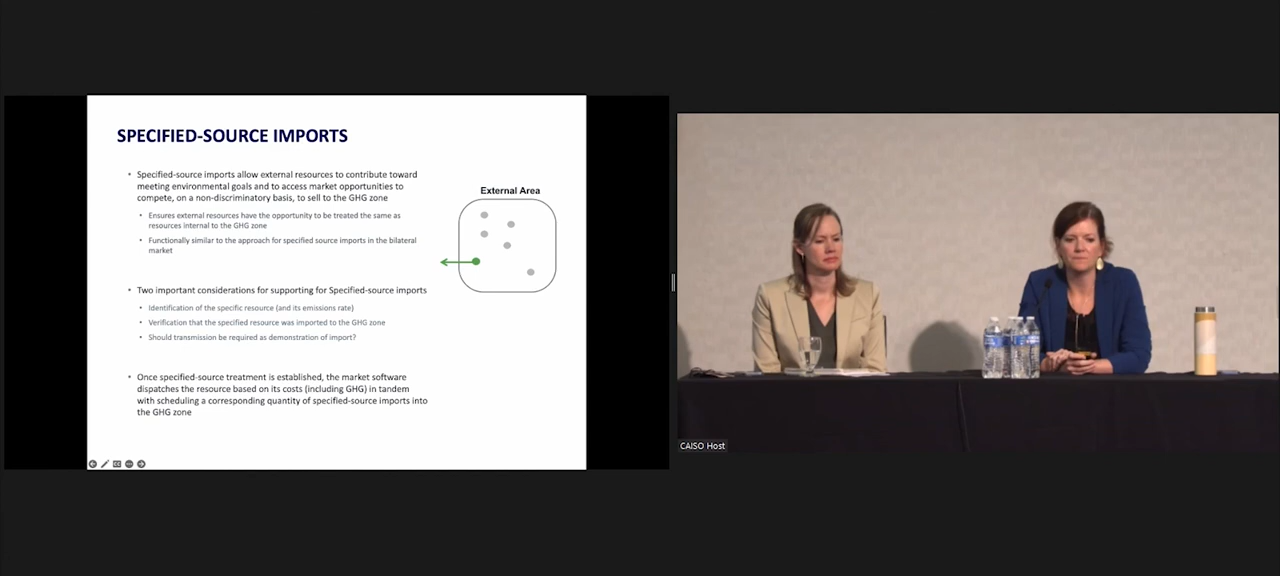 SPECIFIED-SOURCE IMPORTS
• Specified-source imports allow external resources to contribute toward
meeting environmental goals and to access market opportunities to
compete, on a non-discriminatory basis, to sell to the GHG zone
• Ensures external resources have the opportunity to be treated the same as
resources internal to the GHG zone
• Functionally similar to the approach for specified source imports in the bilateral
market
• Two important considerations for supporting for Specified-source imports
• Identification of the specific resource (and its emissions rate)
• Verification that the specified resource was imported to the GHG zone
• Should transmission be required as demonstration of import?
• Once specified-source treatment is established, the market software
dispatches the resource based on its costs (including GHG) in tandem
with scheduling a corresponding quantity of specified-source imports into
the GHG zone
External Area
CAISO Host